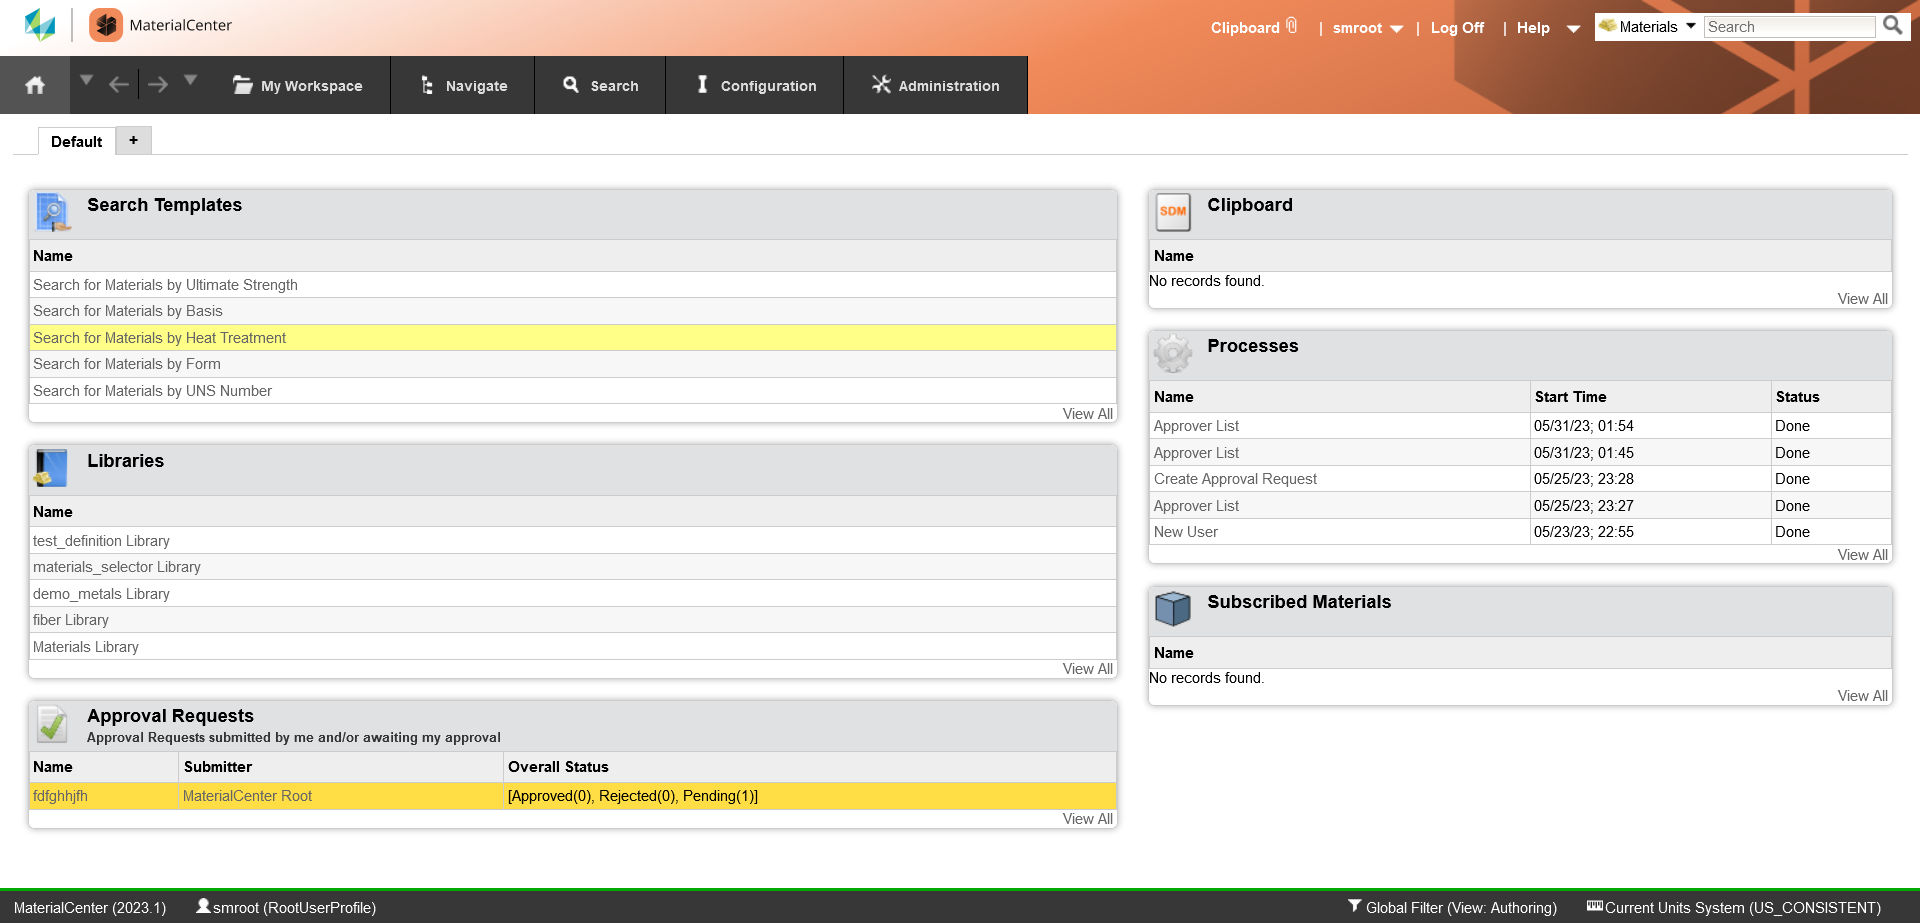 MaterialCenter
Clipboard | smroot | Log Off | Help
Materials Search
My Workspace Navigate Search Configuration Administration
Default +
Search Templates
Name
Search for Materials by Ultimate Strength
Search for Materials by Basis
Search for Materials by Heat Treatment
Search for Materials by Form
Search for Materials by UNS Number
View All
Libraries
Name
test_definition Library
materials_selector Library
demo_metals Library
fiber Library
Materials Library
View All
Approval Requests
Approval Requests submitted by me and/or awaiting my approval
Name Submitter Overall Status
fdfghhjfh MaterialCenter Root [Approved(0), Rejected(0), Pending(1)]
View All
SDM
Clipboard
Name
No records found.
View All
Processes
Name Start Time Status
Approver List 05/31/23; 01:54 Done
Approver List 05/31/23; 01:45 Done
Create Approval Request 05/25/23; 23:28 Done
Approver List 05/25/23; 23:27 Done
New User 05/23/23; 22:55 Done
View All
Subscribed Materials
Name
No records found.
View All
MaterialCenter (2023.1) smroot (RootUserProfile) Global Filter (View: Authoring) Current Units System (US_CONSISTENT)